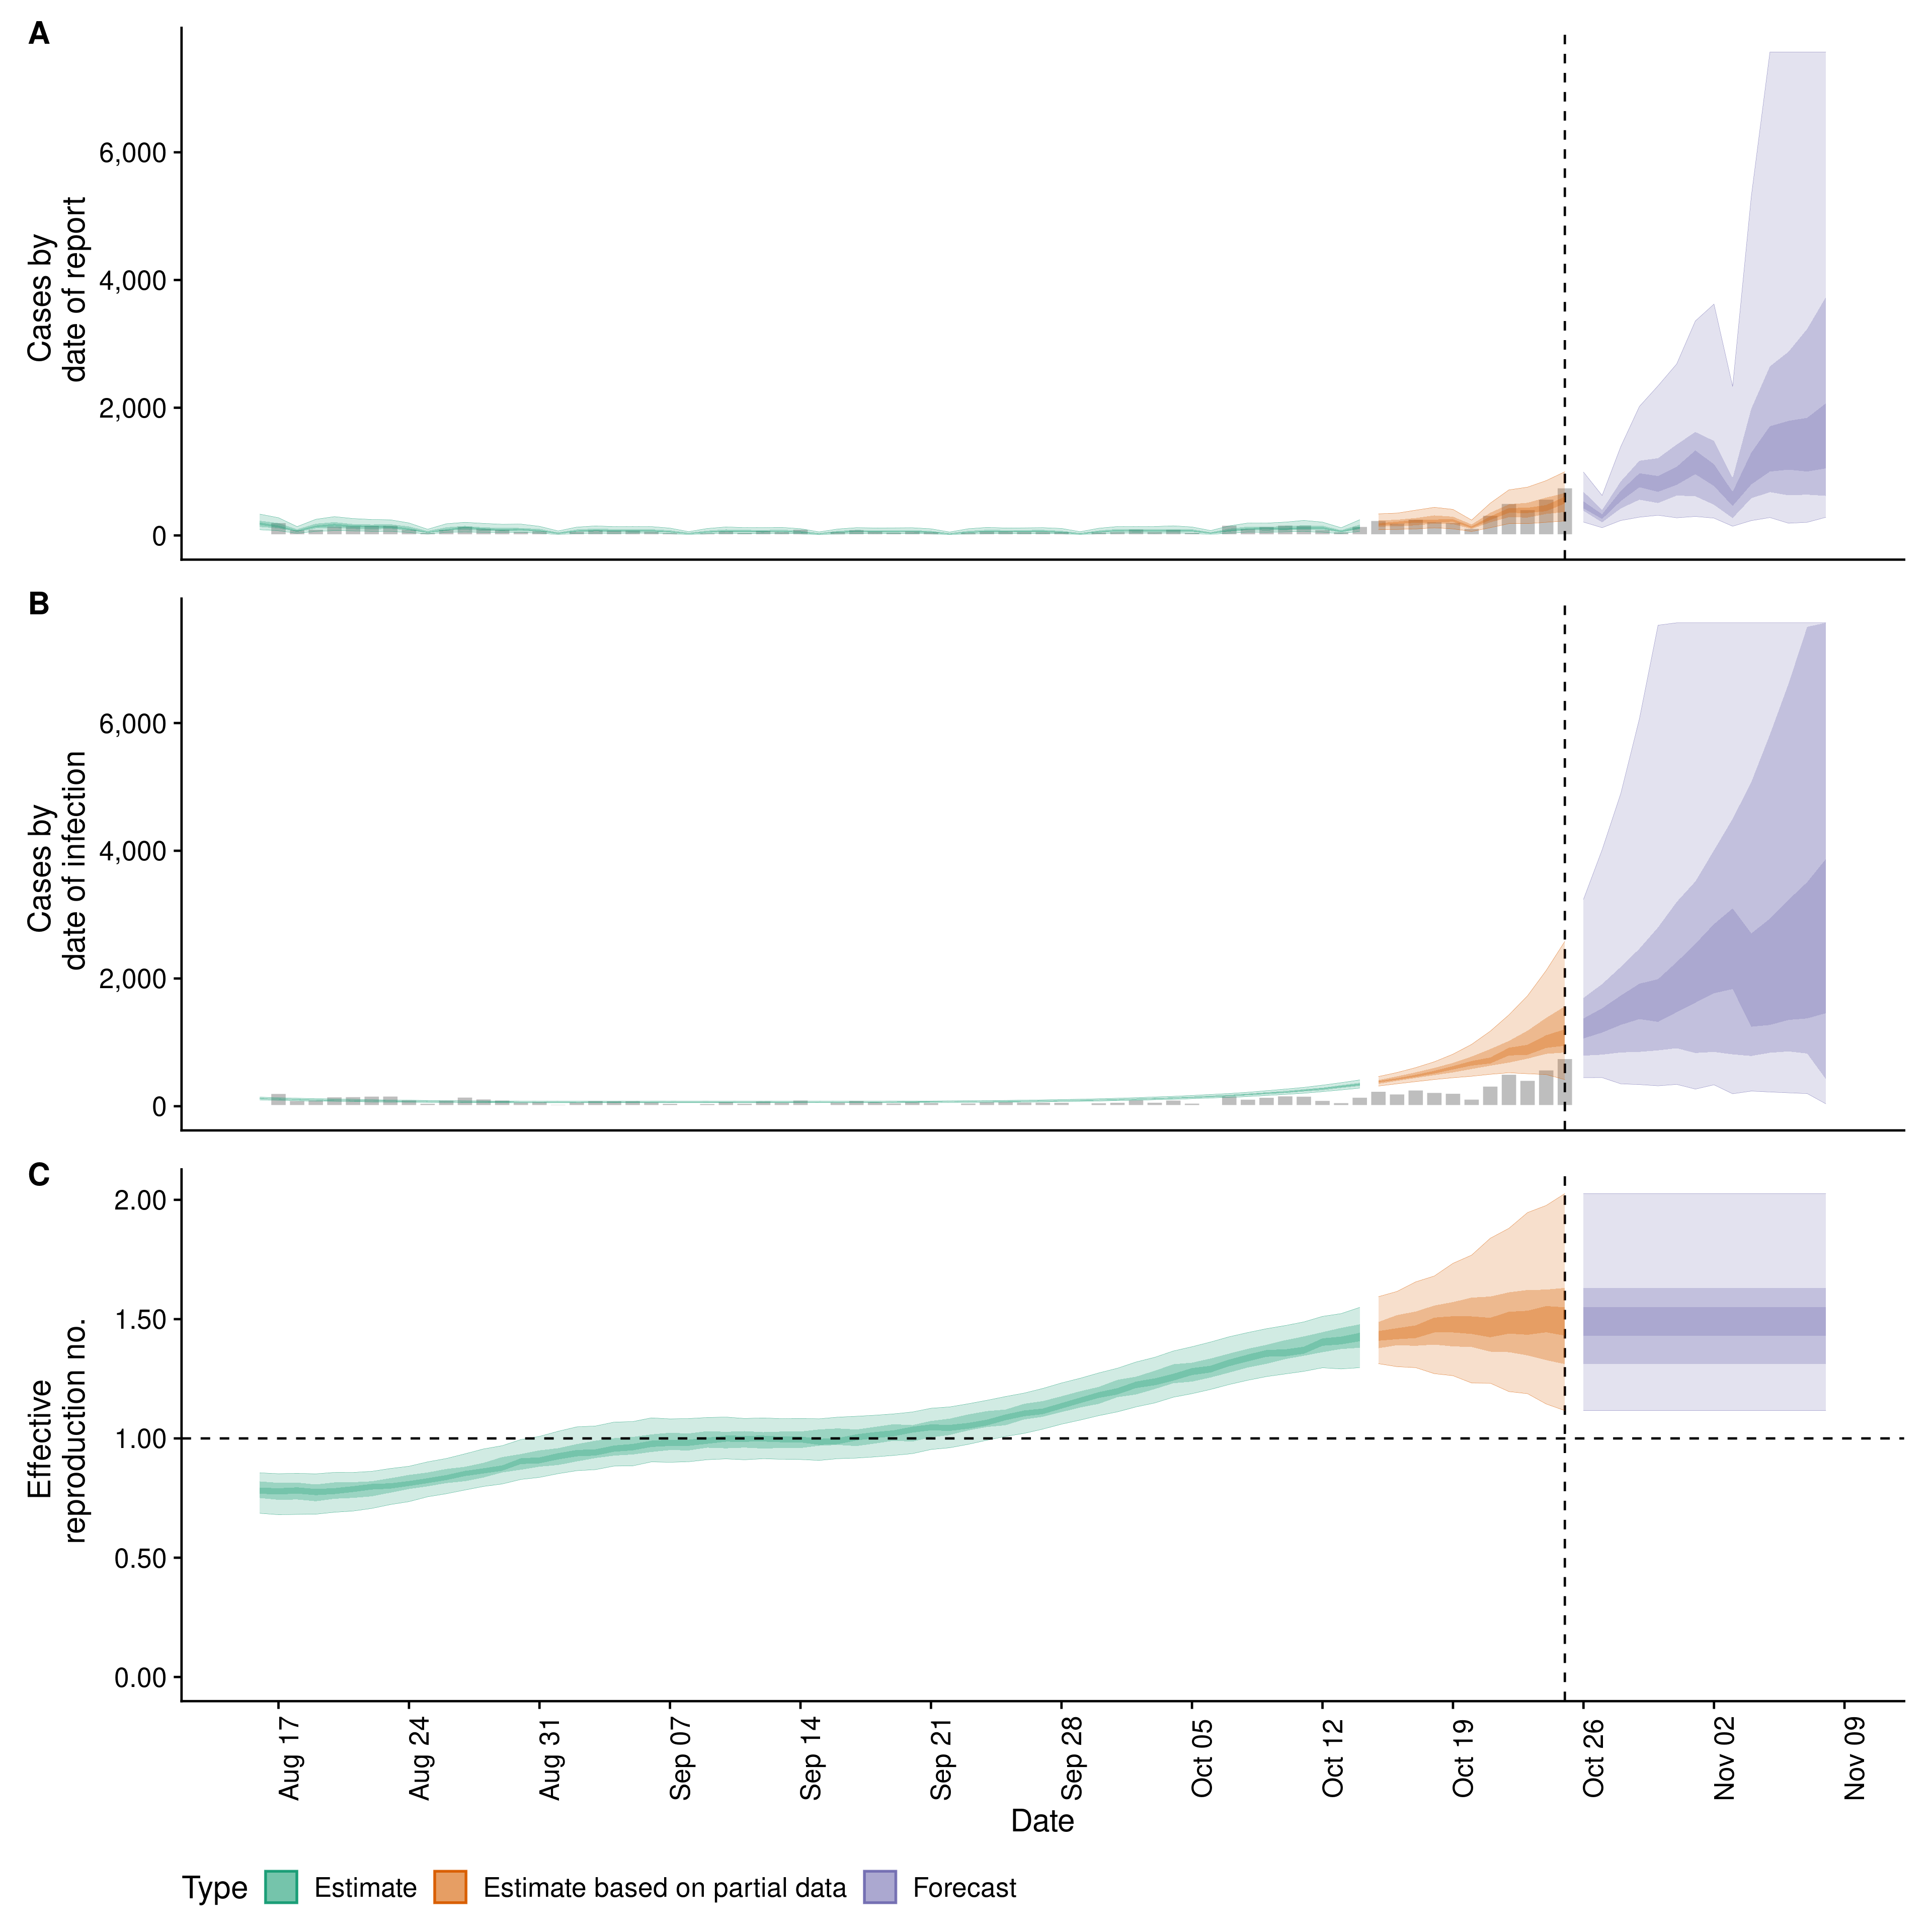 A
Cases by
date of report
6,000
4,000
2,000
0
B
Cases by
date of infection
6,000
4,000
2,000
0
C
Effective
reproduction no.
2.00
1.50
1.00
0.50
0.00
Aug 17
Aug 24
Aug 31
Sep 07
Sep 14
Sep 21
Sep 28
Oct 05
Oct 12
Oct 19
Oct 26
Nov 02
Nov 09
Date
Type Estimate Estimate based on partial data Forecast